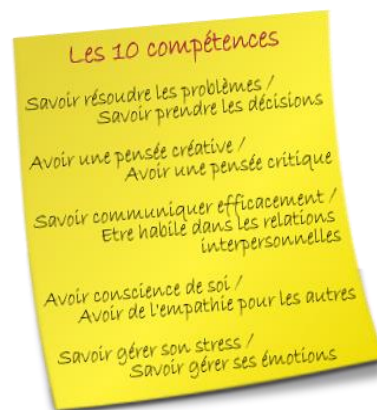 Les 10 compétences
Savoir résoudre les problèmes /
Savoir prendre les décisions
Avoir une pensée créative /
Avoir une pensée critique
Savoir communiquer efficacement /
Etre habile dans les relations
interpersonnelles
Avoir conscience de soi /
Avoir de l'empathie pour les autres
Savoir gérer son stress /
Savoir gérer ses émotions